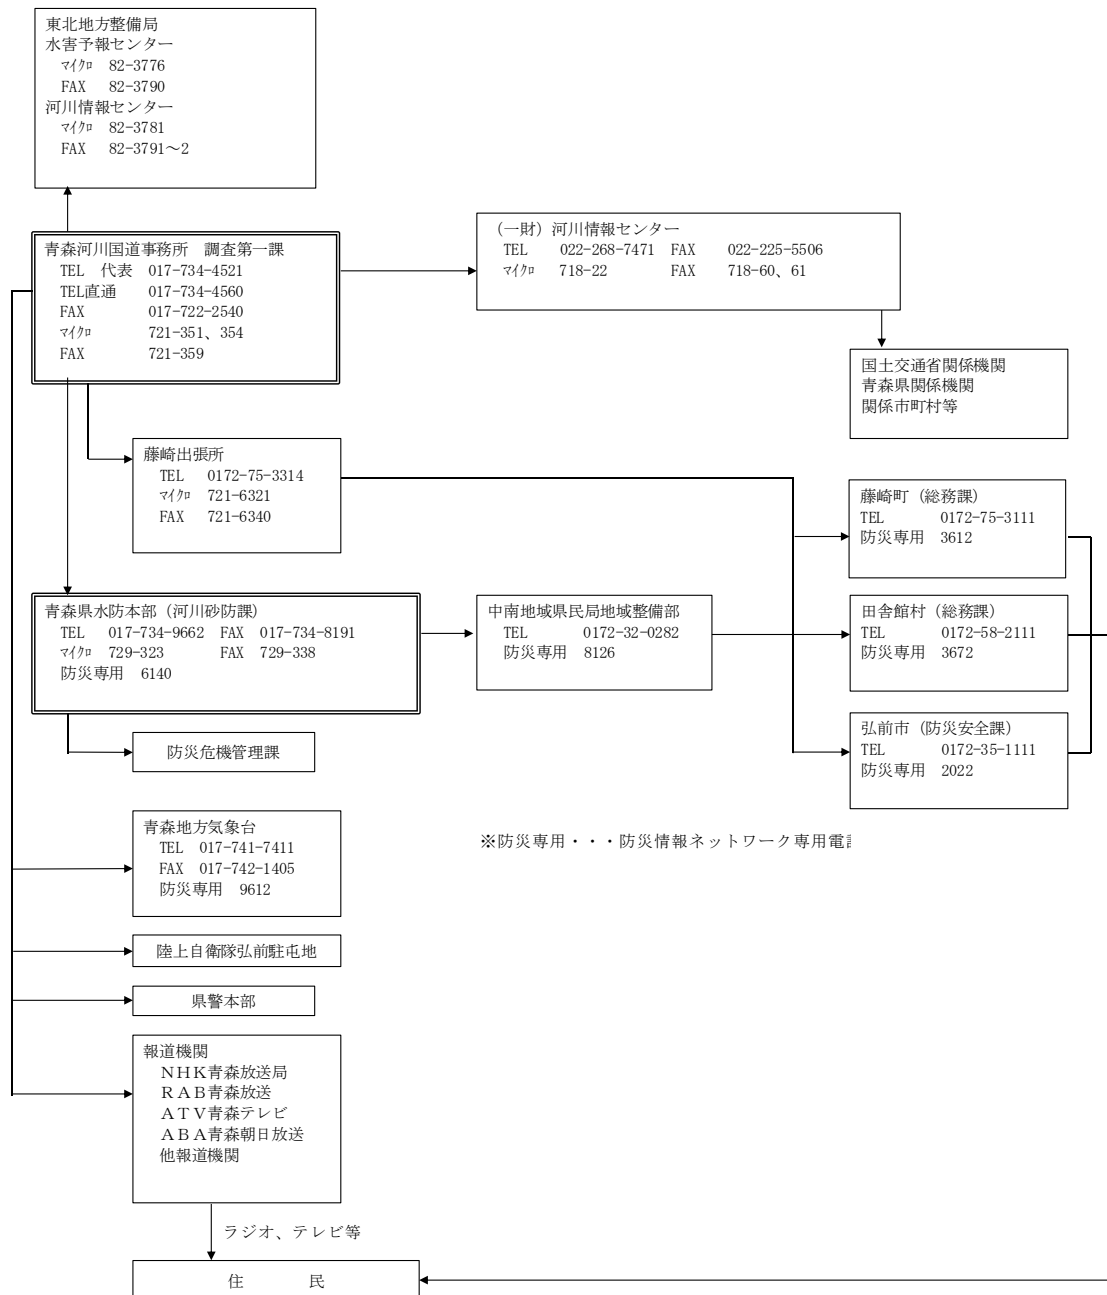 東北地方整備局
水害予報センター
ﾏｲｸﾛ 82-3776
FAX 82-3790
河川情報センター
ﾏｲｸﾛ 82-3781
FAX 82-3791～2
青森河川国道事務所 調査第一課
TEL 代表 017-734-4521
TEL直通 017-734-4560
FAX 017-722-2540
ﾏｲｸﾛ 721-351、354
FAX 721-359
(一財) 河川情報センター
TEL 022-268-7471 FAX 022-225-5506
ﾏｲｸﾛ 718-22 FAX 718-60、61
国土交通省関係機関
青森県関係機関
関係市町村等
藤崎出張所
TEL 0172-75-3314
ﾏｲｸﾛ 721-6321
FAX 721-6340
藤崎町 (総務課)
TEL 0172-75-3111
防災専用 3612
青森県水防本部 (河川砂防課)
TEL 017-734-9662 FAX 017-734-8191
ﾏｲｸﾛ 729-323 FAX 729-338
防災専用 6140
中南地域県民局地域整備部
TEL 0172-32-0282
防災専用 8126
田舎館村 (総務課)
TEL 0172-58-2111
防災専用 3672
防災危機管理課
弘前市 (防災安全課)
TEL 0172-35-1111
防災専用 2022
青森地方気象台
TEL 017-741-7411
FAX 017-742-1405
防災専用 9612
※防災専用・・・防災情報ネットワーク専用電
陸上自衛隊弘前駐屯地
県警本部
報道機関
ＮＨＫ青森放送局
ＲＡＢ青森放送
ＡＴＶ青森テレビ
ＡＢＡ青森朝日放送
他報道機関
ラジオ、テレビ等
住 民